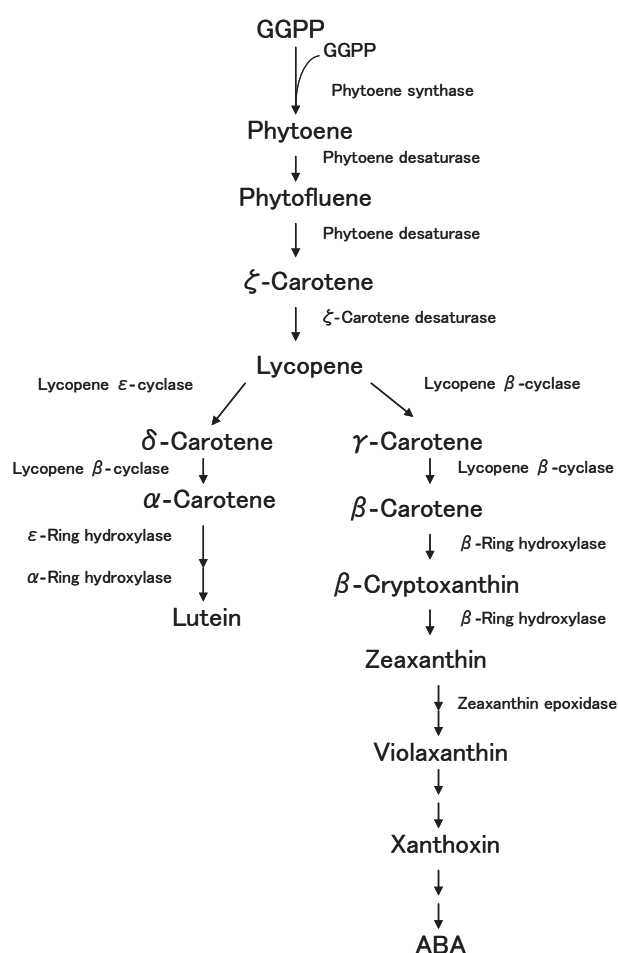 GGPP
GGPP
Phytoene synthase
Phytoene
Phytoene desaturase
Phytofluene
Phytoene desaturase
ζ-Carotene
ζ-Carotene desaturase
Lycopene
Lycopene ε-cyclase
Lycopene β-cyclase
δ-Carotene
γ-Carotene
Lycopene β-cyclase
Lycopene β-cyclase
α-Carotene
β-Carotene
ε-Ring hydroxylase
β-Ring hydroxylase
α-Ring hydroxylase
β-Cryptoxanthin
Lutein
β-Ring hydroxylase
Zeaxanthin
Zeaxanthin epoxidase
Violaxanthin
Xanthoxin
ABA